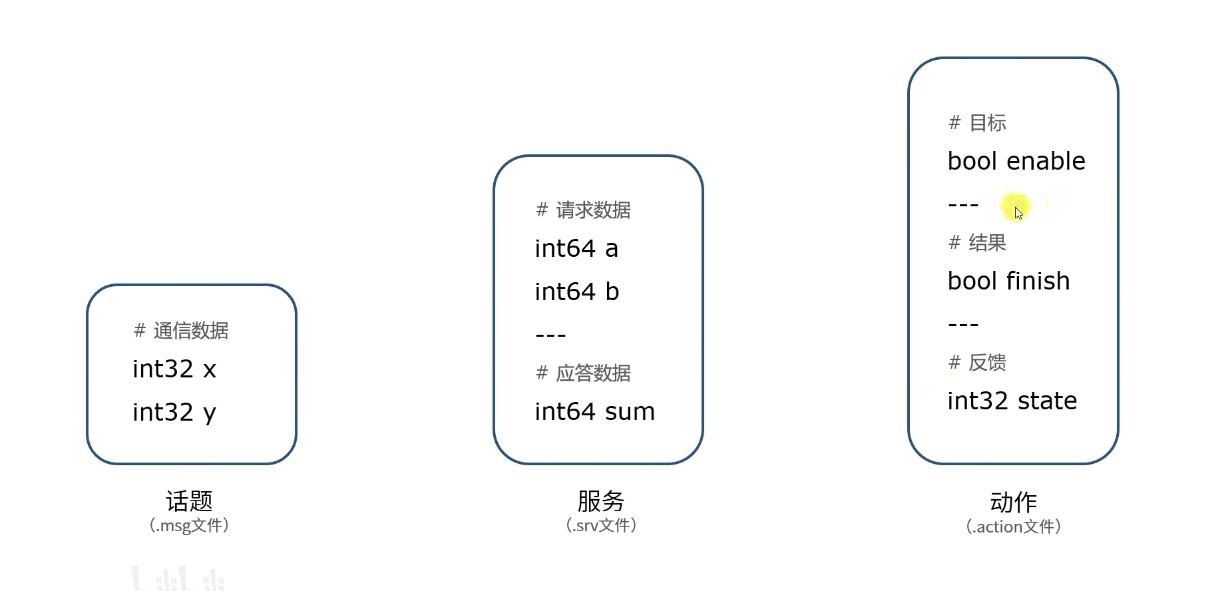 # 通信数据
int32 x
int32 y
话题
（.msg文件）
# 请求数据
int64 a
int64 b
---
# 应答数据
int64 sum
服务
（.srv文件）
# 目标
bool enable
---
# 结果
bool finish
---
# 反馈
int32 state
动作
（.action文件）